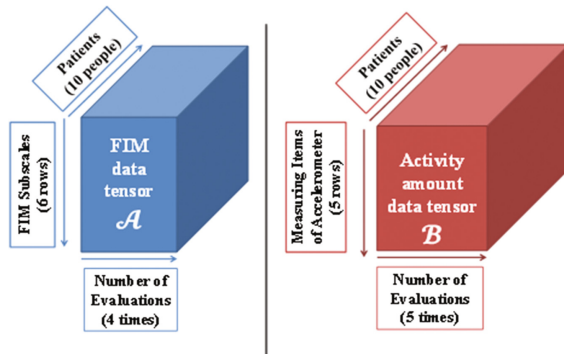 Patients
(10 people)
FIM Subscales
(6 rows)
FIM
data
tensor
𝒜
Number of
Evaluations
(4 times)
Patients
(10 people)
Measuring Items
of Accelerometer
(5 rows)
Activity
amount
data tensor
ℬ
Number of
Evaluations
(5 times)